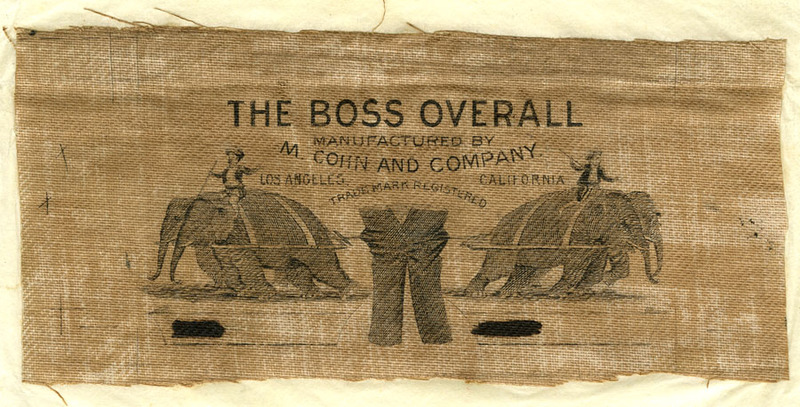 THE BOSS OVERALL
MANUFACTURED BY
M. COHN AND COMPANY.
LOS ANGELES, CALIFORNIA
TRADE MARK REGISTERED